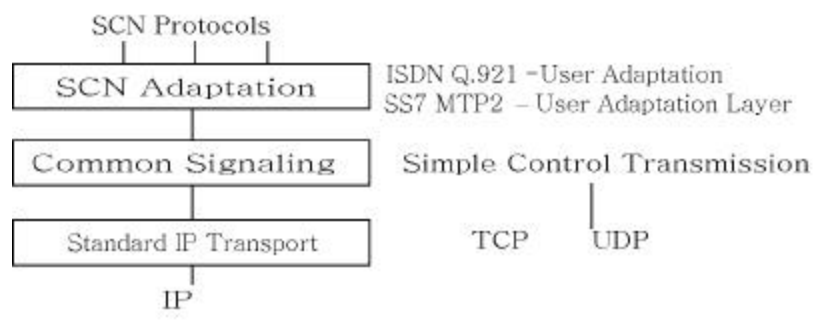 SCN Protocols
SCN Adaptation
ISDN Q.921 -User Adaptation
SS7 MTP2 – User Adaptation Layer
Common Signaling
Simple Control Transmission
Standard IP Transport
TCP
UDP
IP